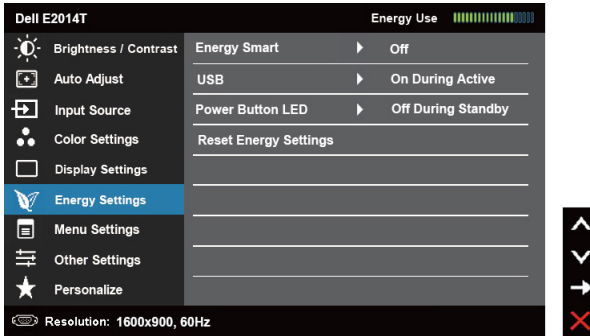 Dell E2014T Energy Use
Brightness / Contrast
Auto Adjust
Input Source
Color Settings
Display Settings
Energy Settings
Menu Settings
Other Settings
Personalize
Energy Smart Off
USB On During Active
Power Button LED Off During Standby
Reset Energy Settings
Resolution: 1600x900, 60Hz